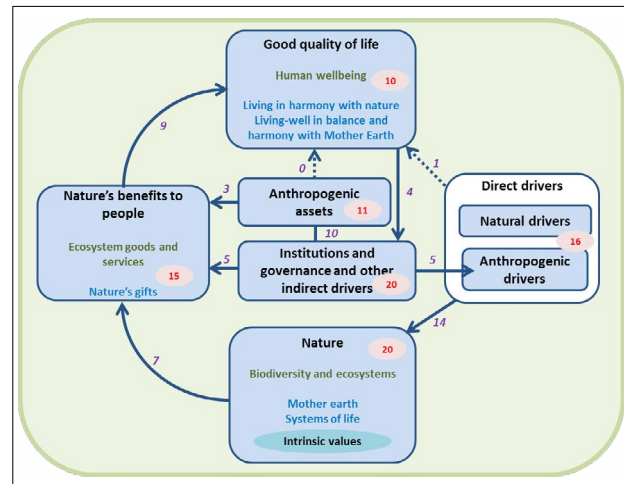 Good quality of life
Human wellbeing
10
Living in harmony with nature
Living-well in balance and
harmony with Mother Earth
9
0
1
3
4
Nature's benefits to
people
Ecosystem goods and
services
15
Nature's gifts
Anthropogenic
assets
11
10
Institutions and
governance and other
indirect drivers
20
5
5
Direct drivers
Natural drivers
16
Anthropogenic
drivers
14
7
Nature
20
Biodiversity and ecosystems
Mother earth
Systems of life
Intrinsic values